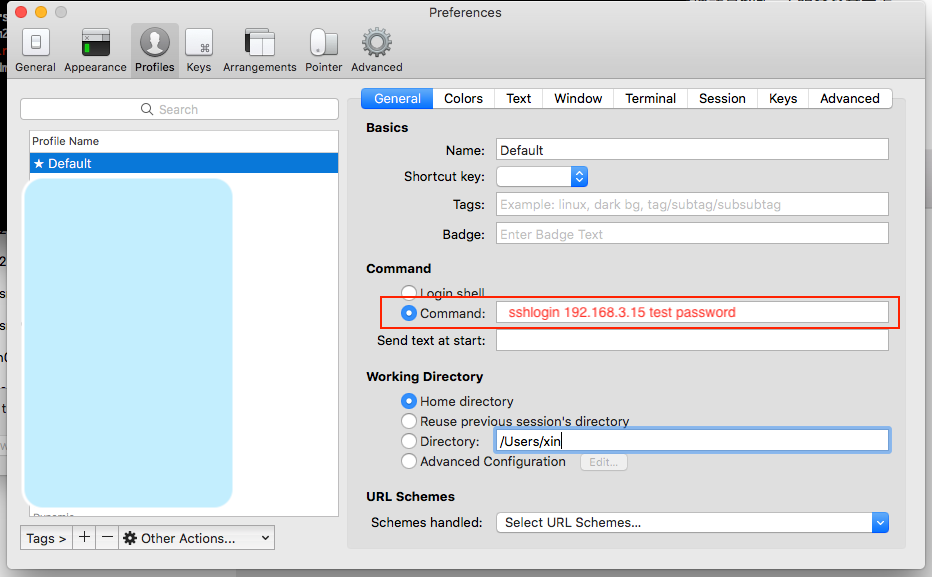 Preferences
General Appearance Profiles Keys Arrangements Pointer Advanced
Search
Profile Name
★ Default
Tags > + − Other Actions...
General Colors Text Window Terminal Session Keys Advanced
Basics
Name: Default
Shortcut key:
Tags: Example: linux, dark bg, tag/subtag/subsubtag
Badge: Enter Badge Text
Command
Login shell
Command: sshlogin 192.168.3.15 test password
Send text at start:
Working Directory
Home directory
Reuse previous session's directory
Directory: /Users/xin
Advanced Configuration Edit...
URL Schemes
Schemes handled: Select URL Schemes...